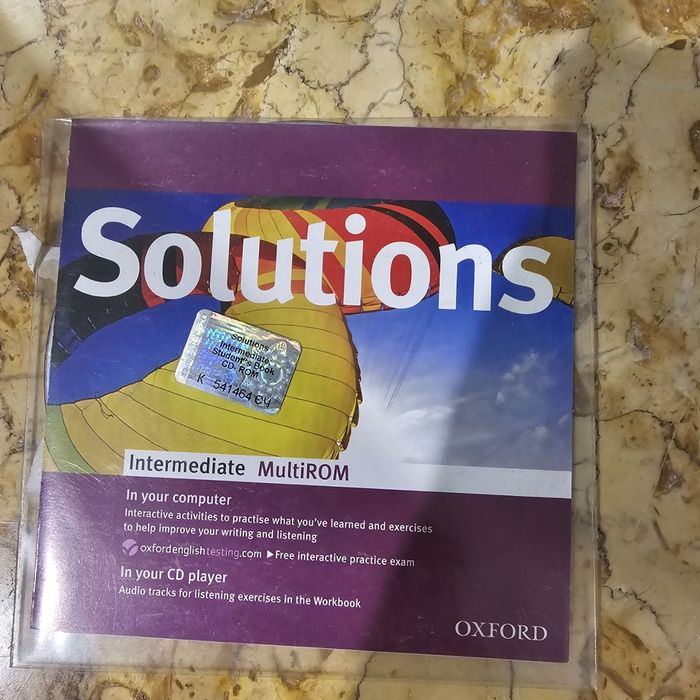 Solutions
Solutions
Intermediate
Student's Book
CD- ROM
K 541464 СЧ
Intermediate MultiROM
In your computer
Interactive activities to practise what you've learned and exercises
to help improve your writing and listening
oxfordenglishtesting.com ▶Free interactive practice exam
In your CD player
Audio tracks for listening exercises in the Workbook
OXFORD